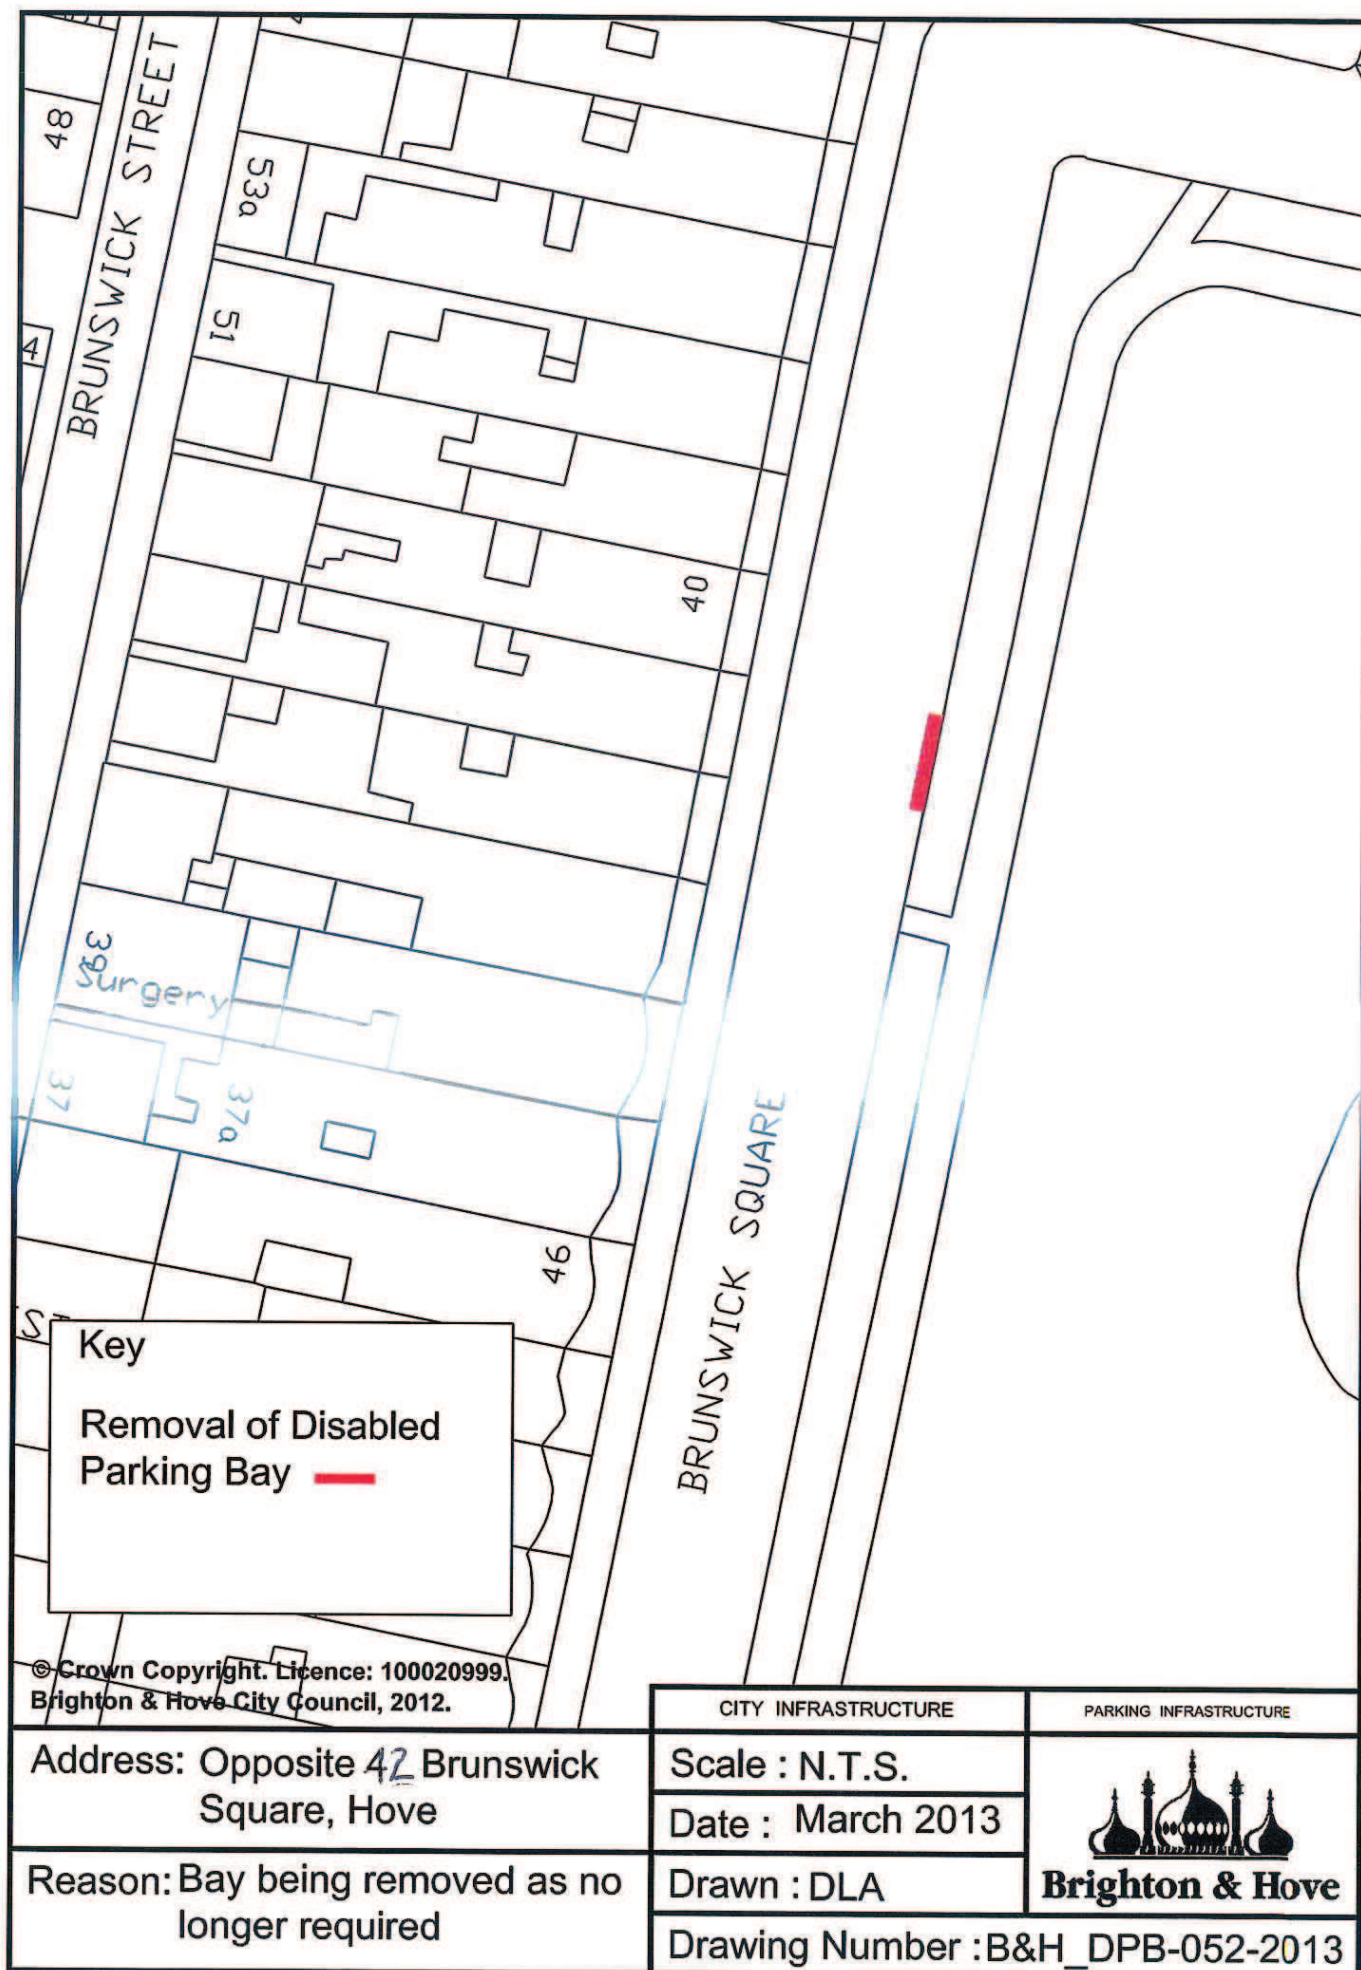 48
BRUNSWICK STREET
53a
51
4
40
39
Surgery
37
37a
46
BRUNSWICK SQUARE
Key
Removal of Disabled
Parking Bay
© Crown Copyright. Licence: 100020999.
Brighton & Hove City Council, 2012.
CITY INFRASTRUCTURE
PARKING INFRASTRUCTURE
Address: Opposite 42 Brunswick
Square, Hove
Reason: Bay being removed as no
longer required
Scale : N.T.S.
Date : March 2013
Drawn : DLA
Drawing Number : B&H_DPB-052-2013
Brighton & Hove